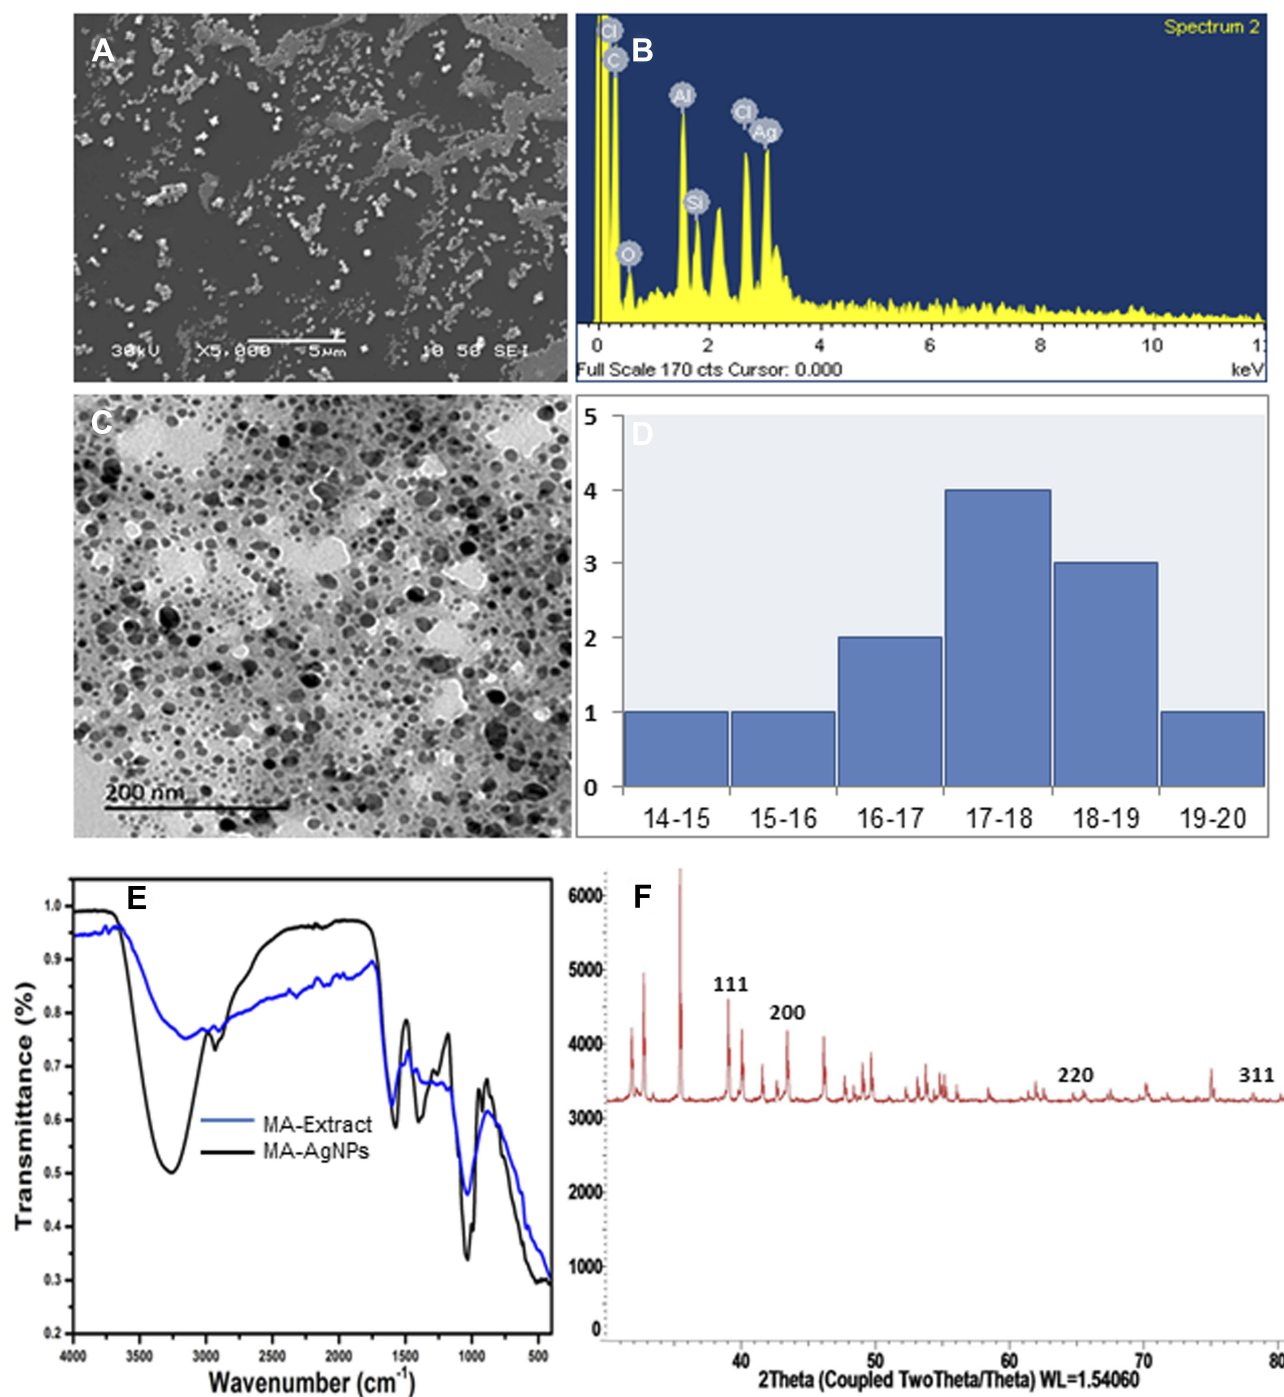 A
30kV X5,000 5µm 10 50 SEI
B
Spectrum 2
Cl
C
Al
Cl
Ag
Si
O
0 2 4 6 8 10 1
Full Scale 170 cts Cursor: 0.000 keV
C
200 nm
D
5
4
3
2
1
0
14-15 15-16 16-17 17-18 18-19 19-20
E
Transmittance (%)
1.0
0.9
0.8
0.7
0.6
0.5
0.4
0.3
0.2
MA-Extract
MA-AgNPs
4000 3500 3000 2500 2000 1500 1000 500
Wavenumber (cm⁻¹)
F
6000
5000
4000
3000
2000
1000
0
111
200
220
311
40 50 60 70 80
2Theta (Coupled TwoTheta/Theta) WL=1.54060